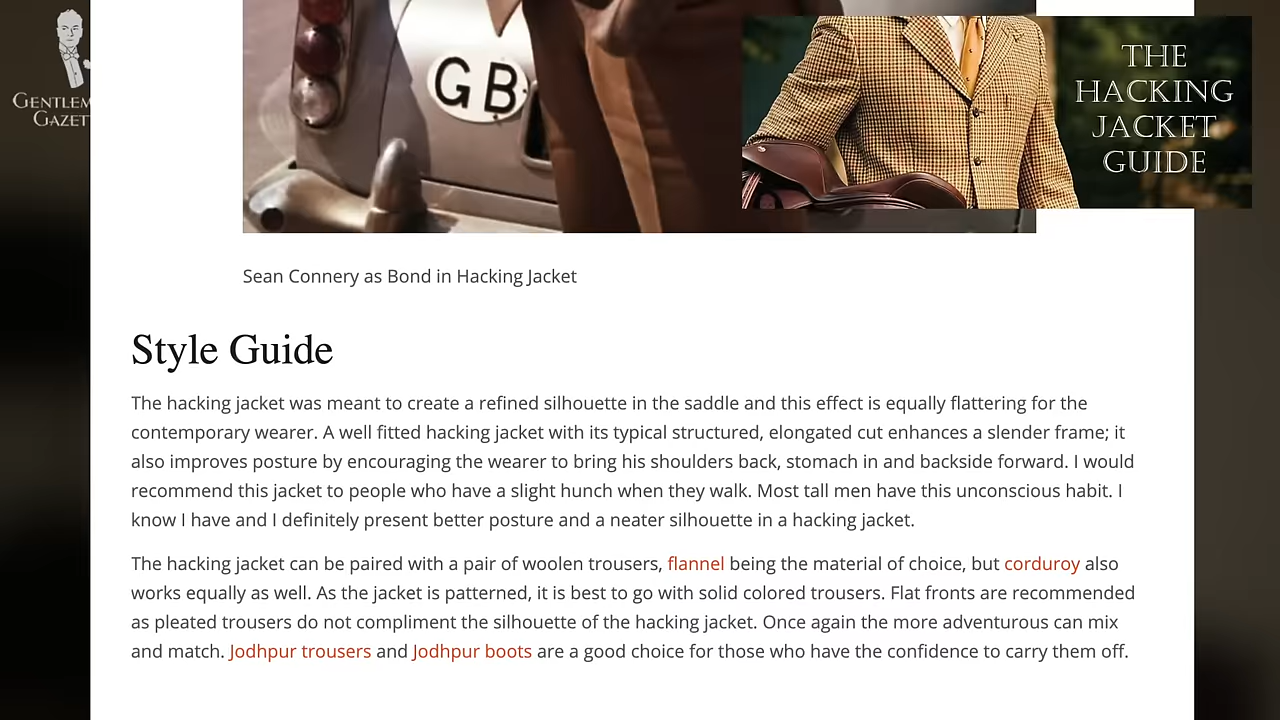 GENTLEM
GAZET
GB
THE
HACKING
JACKET
GUIDE
Sean Connery as Bond in Hacking Jacket
Style Guide
The hacking jacket was meant to create a refined silhouette in the saddle and this effect is equally flattering for the
contemporary wearer. A well fitted hacking jacket with its typical structured, elongated cut enhances a slender frame; it
also improves posture by encouraging the wearer to bring his shoulders back, stomach in and backside forward. I would
recommend this jacket to people who have a slight hunch when they walk. Most tall men have this unconscious habit. I
know I have and I definitely present better posture and a neater silhouette in a hacking jacket.
The hacking jacket can be paired with a pair of woolen trousers, flannel being the material of choice, but corduroy also
works equally as well. As the jacket is patterned, it is best to go with solid colored trousers. Flat fronts are recommended
as pleated trousers do not compliment the silhouette of the hacking jacket. Once again the more adventurous can mix
and match. Jodhpur trousers and Jodhpur boots are a good choice for those who have the confidence to carry them off.